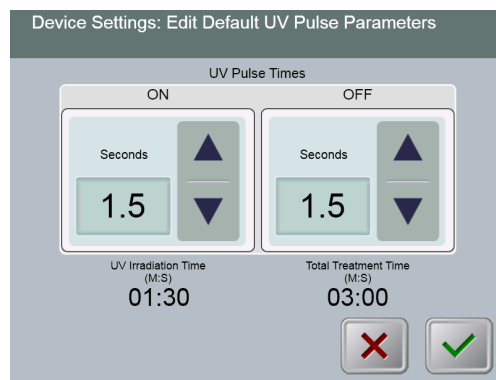 Device Settings: Edit Default UV Pulse Parameters
UV Pulse Times
ON
OFF
Seconds
1.5
Seconds
1.5
UV Irradiation Time
(M:S)
01:30
Total Treatment Time
(M:S)
03:00